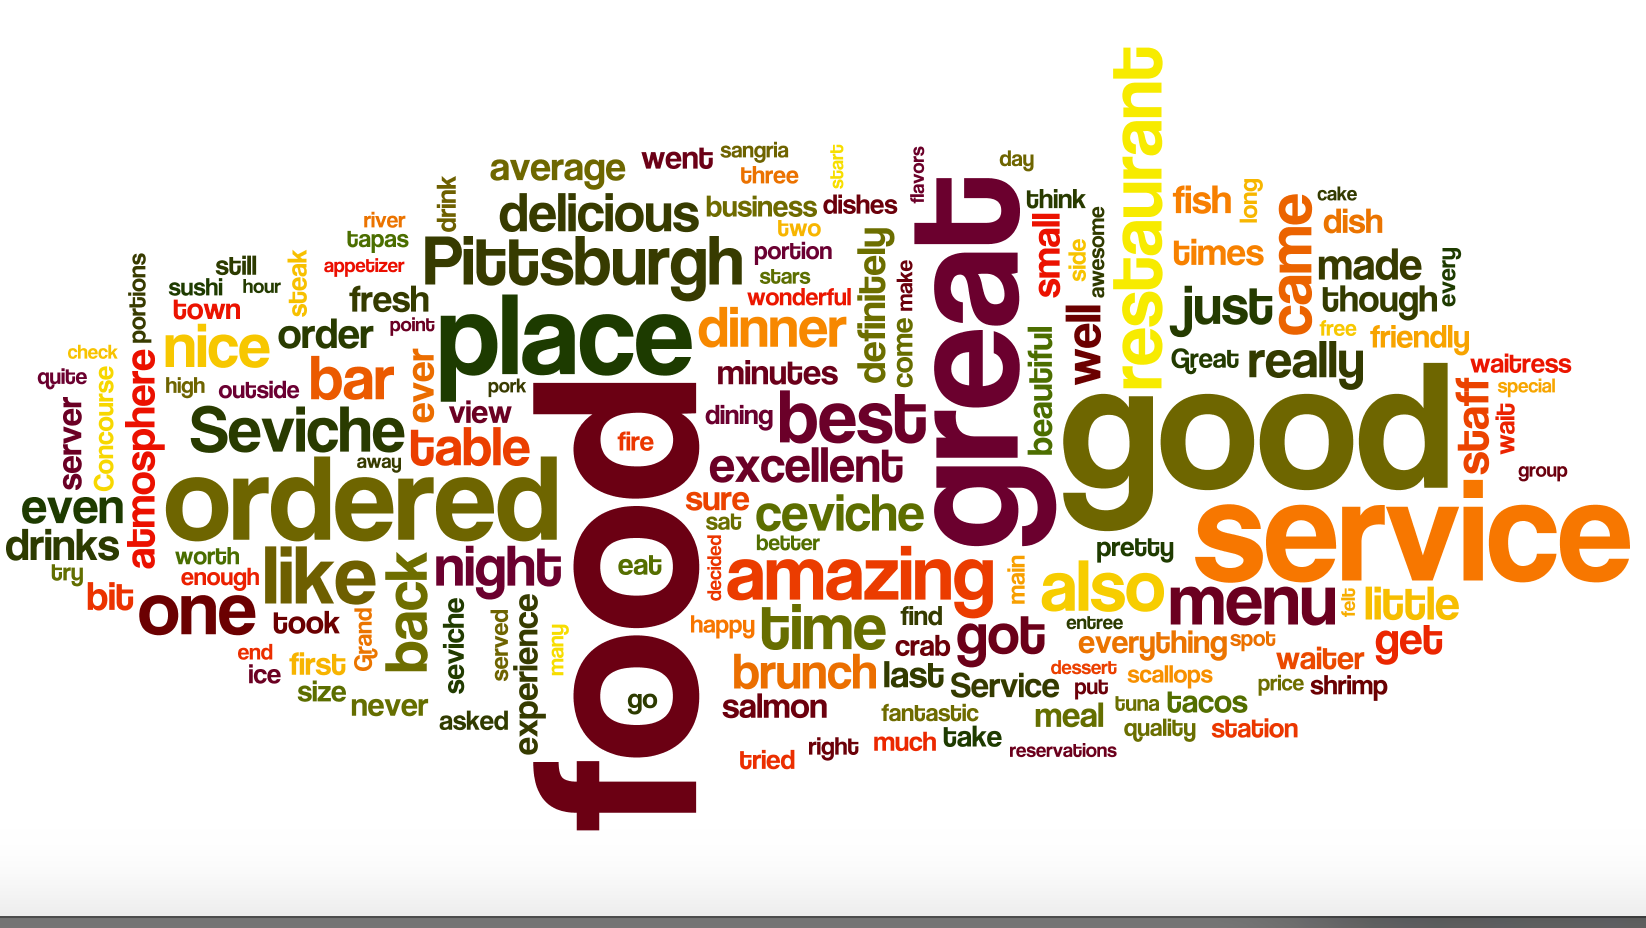 restaurant
average
went
sangria
three
start
flavors
day
drink
delicious
business
dishes
think
fish
long
cake
dish
river
tapas
two
Pittsburgh
portion
definitely
great
small
side
awesome
times
came
made
every
portions
still
steak
appetizer
stars
make
sushi
hour
fresh
wonderful
just
though
town
order
point
place
dinner
come
beautiful
well
free
friendly
nice
Great
really
check
atmosphere
bar
ever
pork
minutes
waitress
quite
Concourse
high
outside
view
dining
best
good
staff
special
wait
server
Seviche
table
fire
away
excellent
group
even
ordered
food
sure
sat
ceviche
service
drinks
worth
better
pretty
try
enough
like
back
night
eat
decided
amazing
main
also
menu
felt
little
bit
one
took
Grand
seviche
served
experience
many
happy
time
find
entree
crab
got
everything
spot
get
end
first
ice
brunch
last
waiter
dessert
scallops
size
Service
put
price
shrimp
never
go
salmon
tuna
tacos
asked
fantastic
meal
quality
station
right
much
take
reservations
tried